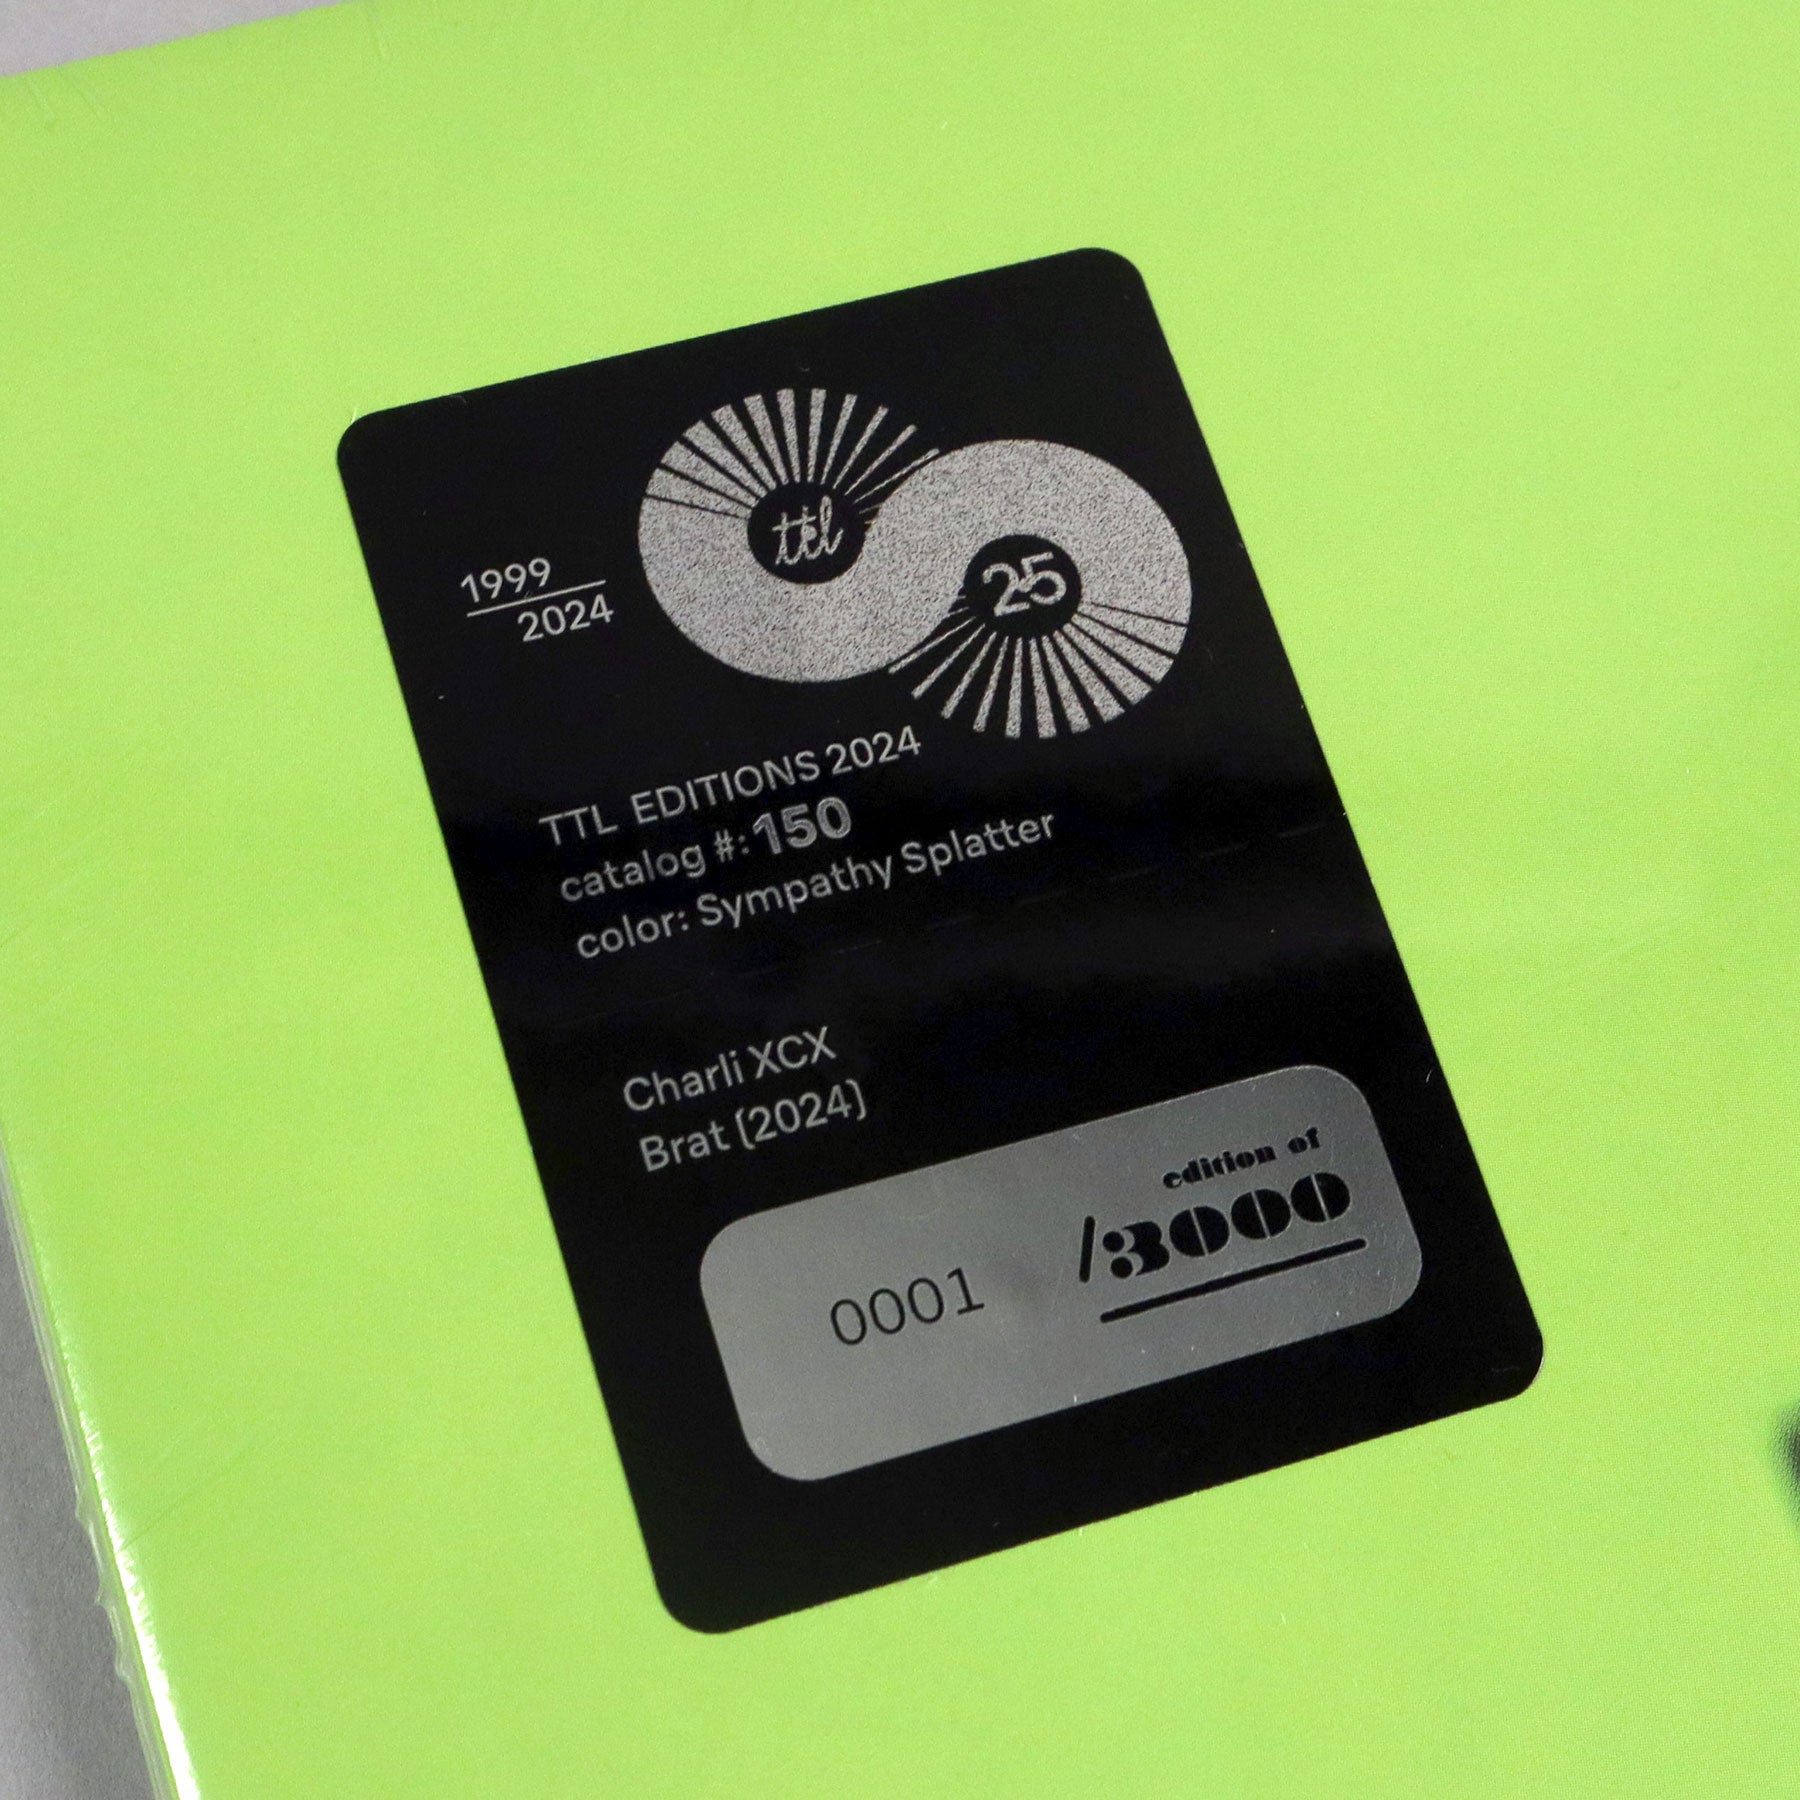 ttl
25
1999
2024
TTL EDITIONS 2024
catalog #: 150
color: Sympathy Splatter
Charli XCX
Brat (2024)
edition of
0001 /3000